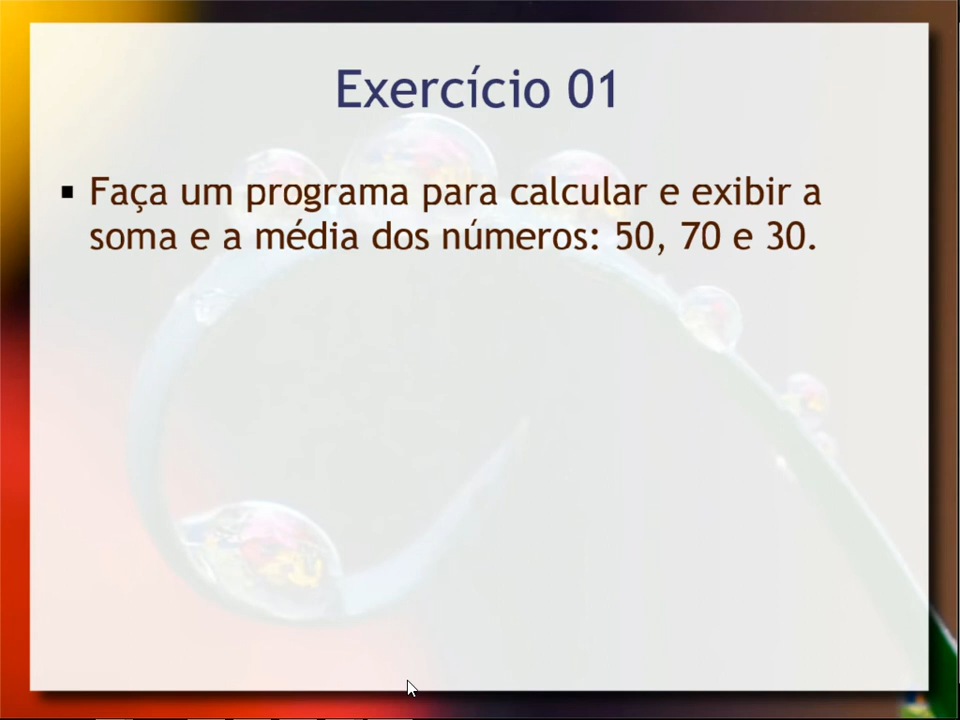 Exercício 01
▪ Faça um programa para calcular e exibir a
soma e a média dos números: 50, 70 e 30.